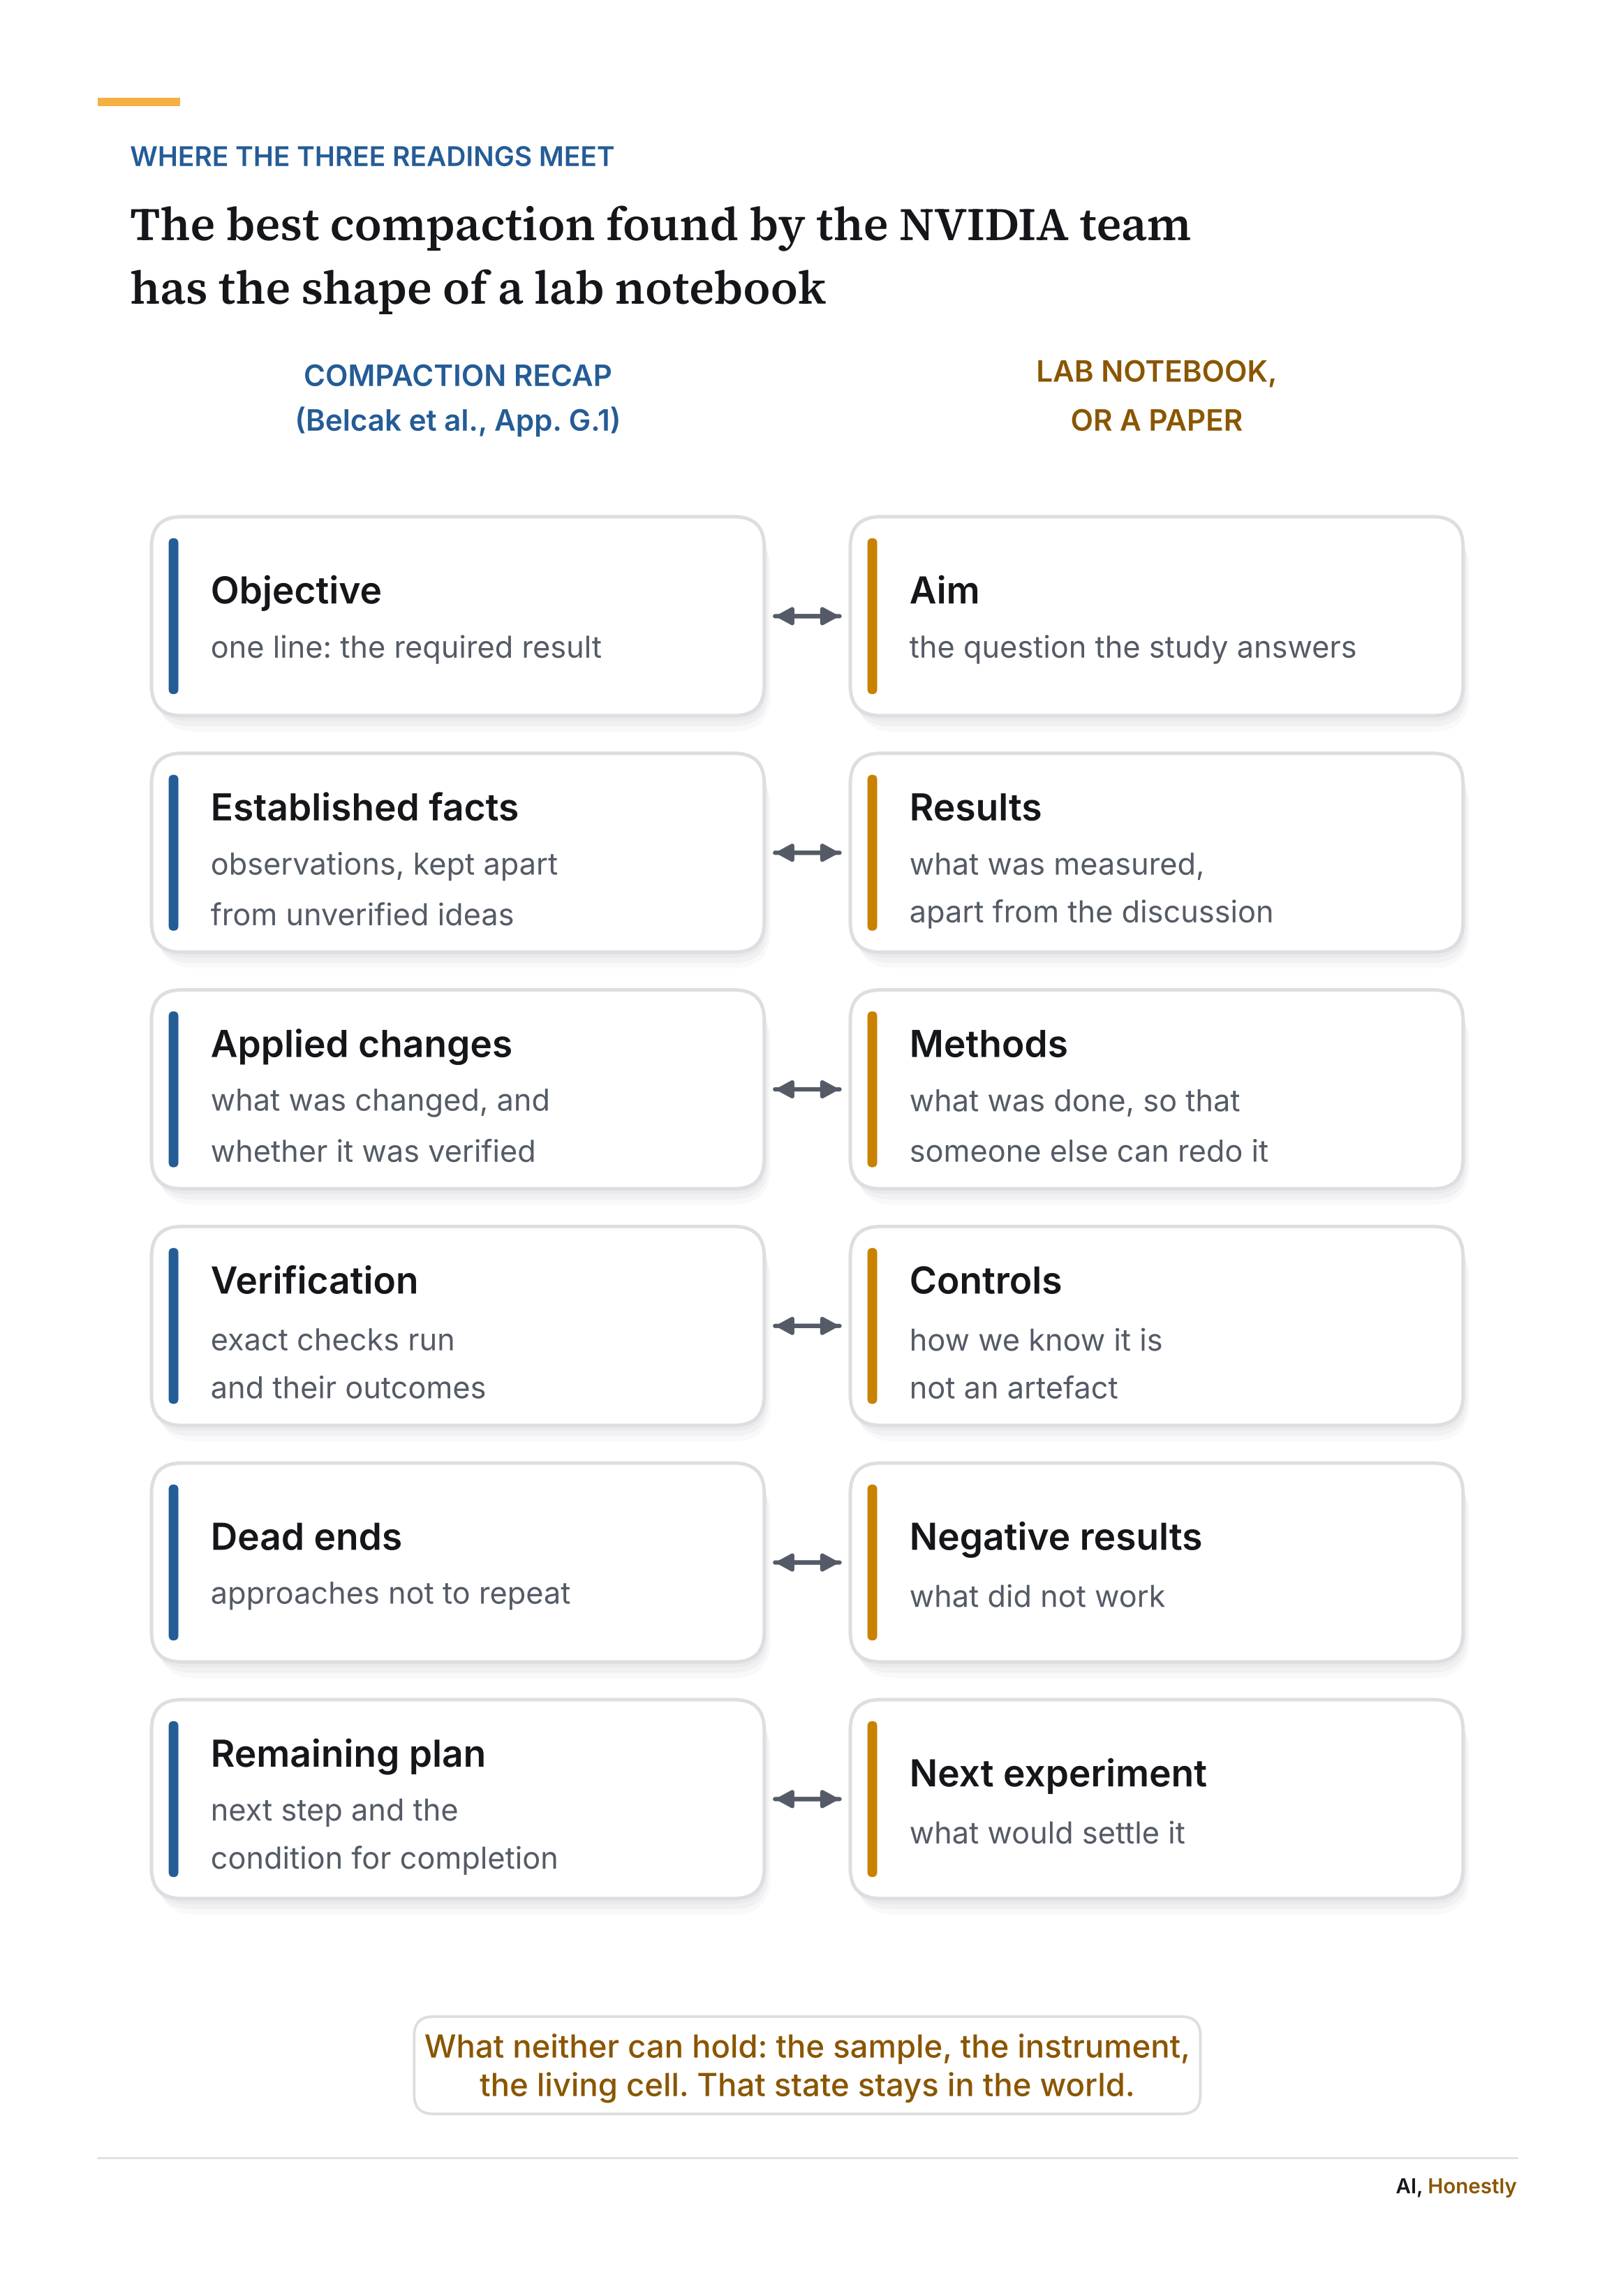 WHERE THE THREE READINGS MEET
The best compaction found by the NVIDIA team
has the shape of a lab notebook
COMPACTION RECAP
(Belcak et al., App. G.1)
LAB NOTEBOOK,
OR A PAPER
Objective
one line: the required result
Aim
the question the study answers
Established facts
observations, kept apart
from unverified ideas
Results
what was measured,
apart from the discussion
Applied changes
what was changed, and
whether it was verified
Methods
what was done, so that
someone else can redo it
Verification
exact checks run
and their outcomes
Controls
how we know it is
not an artefact
Dead ends
approaches not to repeat
Negative results
what did not work
Remaining plan
next step and the
condition for completion
Next experiment
what would settle it
What neither can hold: the sample, the instrument,
the living cell. That state stays in the world.
AI, Honestly